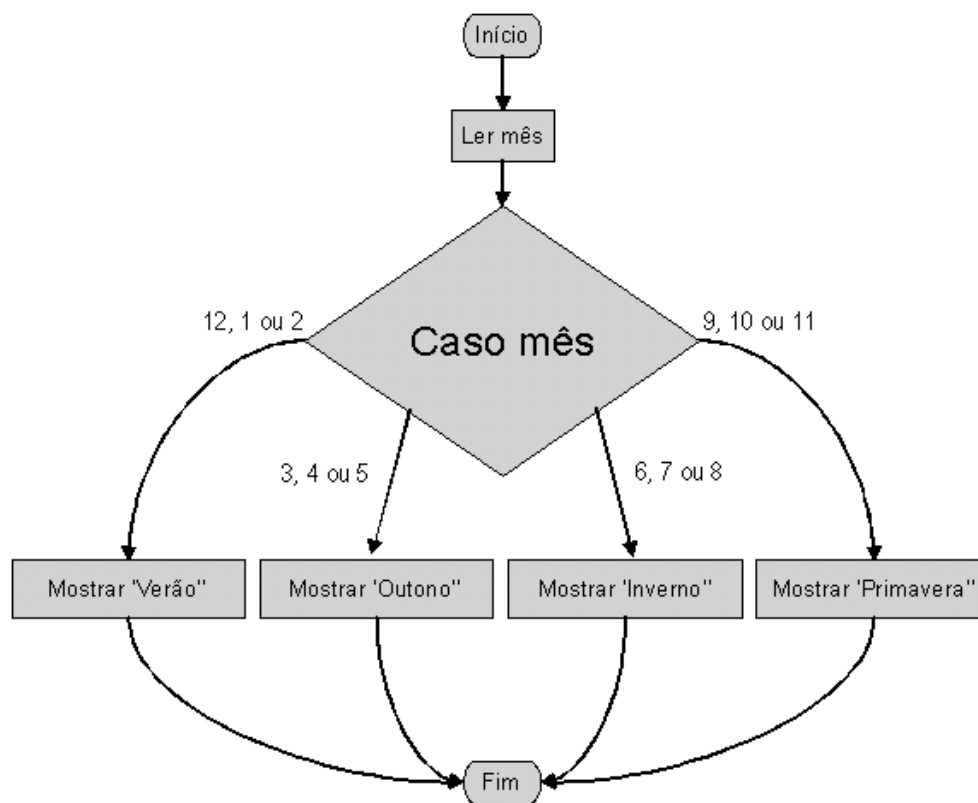 Início
Ler mês
Caso mês
12, 1 ou 2
9, 10 ou 11
3, 4 ou 5
6, 7 ou 8
Mostrar 'Verão"
Mostrar 'Outono"
Mostrar 'Inverno"
Mostrar 'Primavera"
Fim